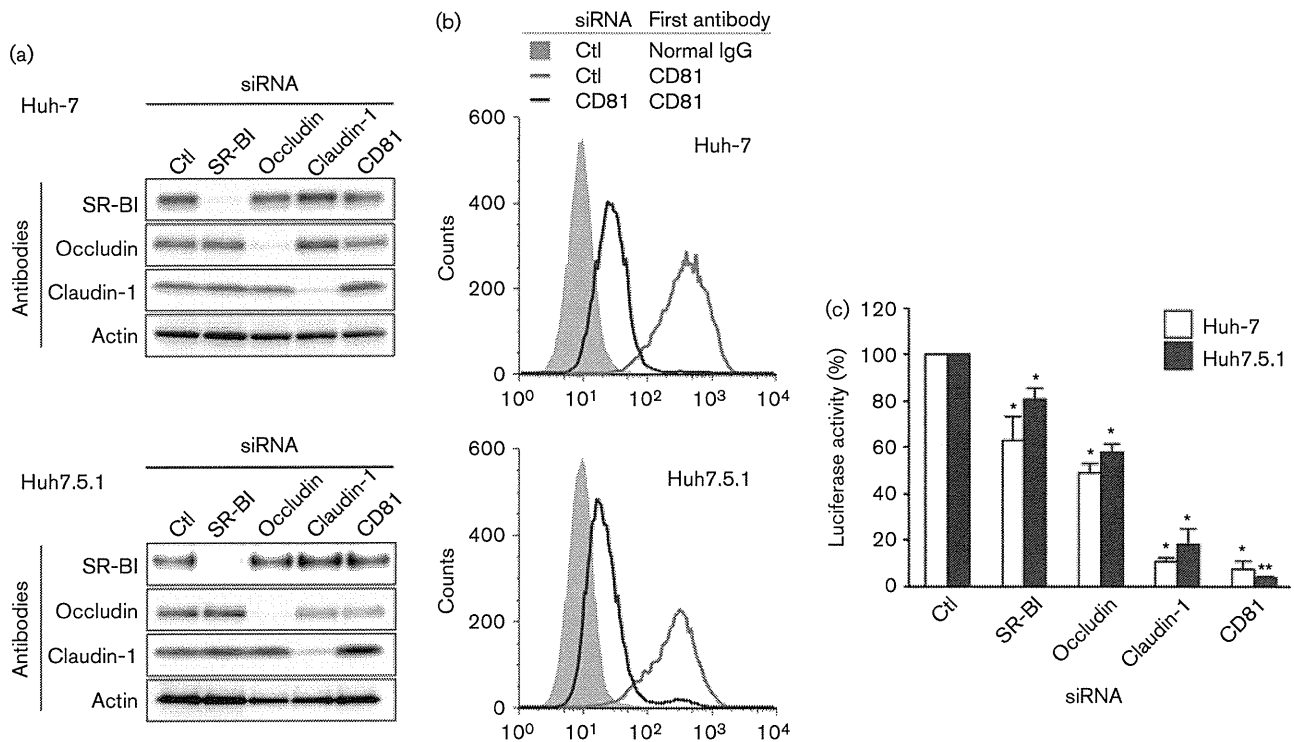 (a)
siRNA
Huh-7
Ctl
SR-BI
Occludin
Claudin-1
CD81
Antibodies
SR-BI
Occludin
Claudin-1
Actin
siRNA
Huh7.5.1
Ctl
SR-BI
Occludin
Claudin-1
CD81
Antibodies
SR-BI
Occludin
Claudin-1
Actin
(b)
siRNA First antibody
Ctl Normal IgG
Ctl CD81
CD81 CD81
600
400
200
0
Counts
Huh-7
10⁰ 10¹ 10² 10³ 10⁴
600
400
200
0
Counts
Huh7.5.1
10⁰ 10¹ 10² 10³ 10⁴
(c)
Luciferase activity (%)
120
100
80
60
40
20
0
Huh-7
Huh7.5.1
* *
* *
* *
* **
Ctl
SR-BI
Occludin
Claudin-1
CD81
siRNA